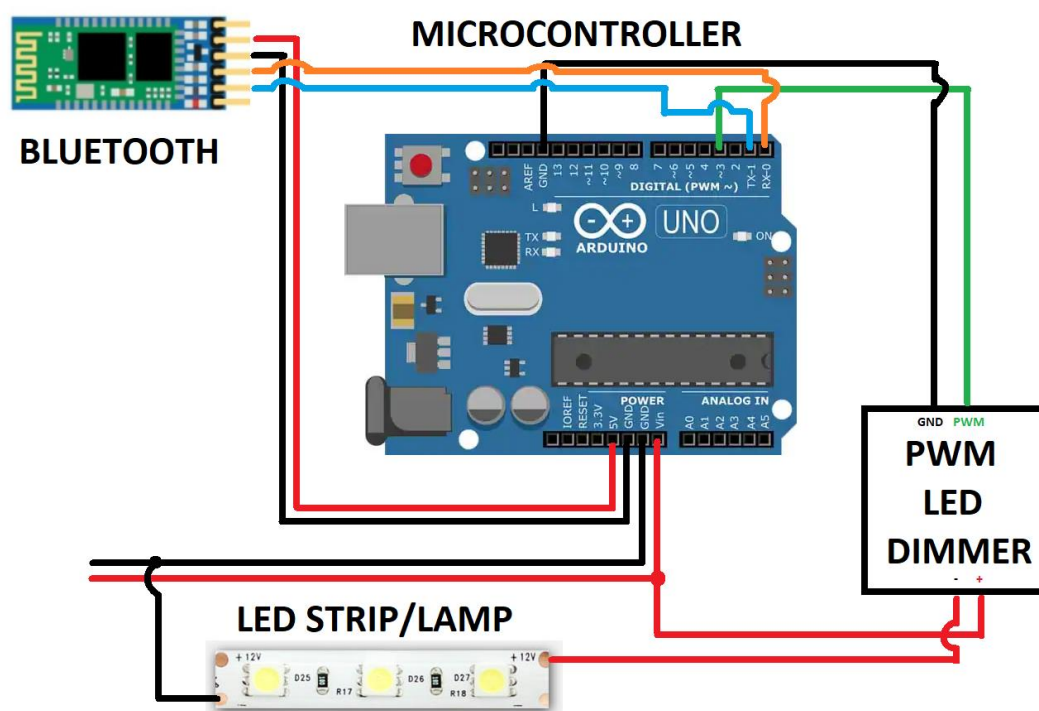 MICROCONTROLLER
BLUETOOTH
AREF
GND
13
12
~11
~10
~9
8
7
~6
~5
4
~3
2
TX-1
RX-0
DIGITAL (PWM ~)
L
TX
RX
ARDUINO
UNO
ON
POWER
ANALOG IN
IOREF
RESET
3.3V
5V
GND
GND
Vin
A0
A1
A2
A3
A4
A5
GND PWM
PWM
LED
DIMMER
- +
LED STRIP/LAMP
+12V
+12V
D25
D26
D27
R17
R18